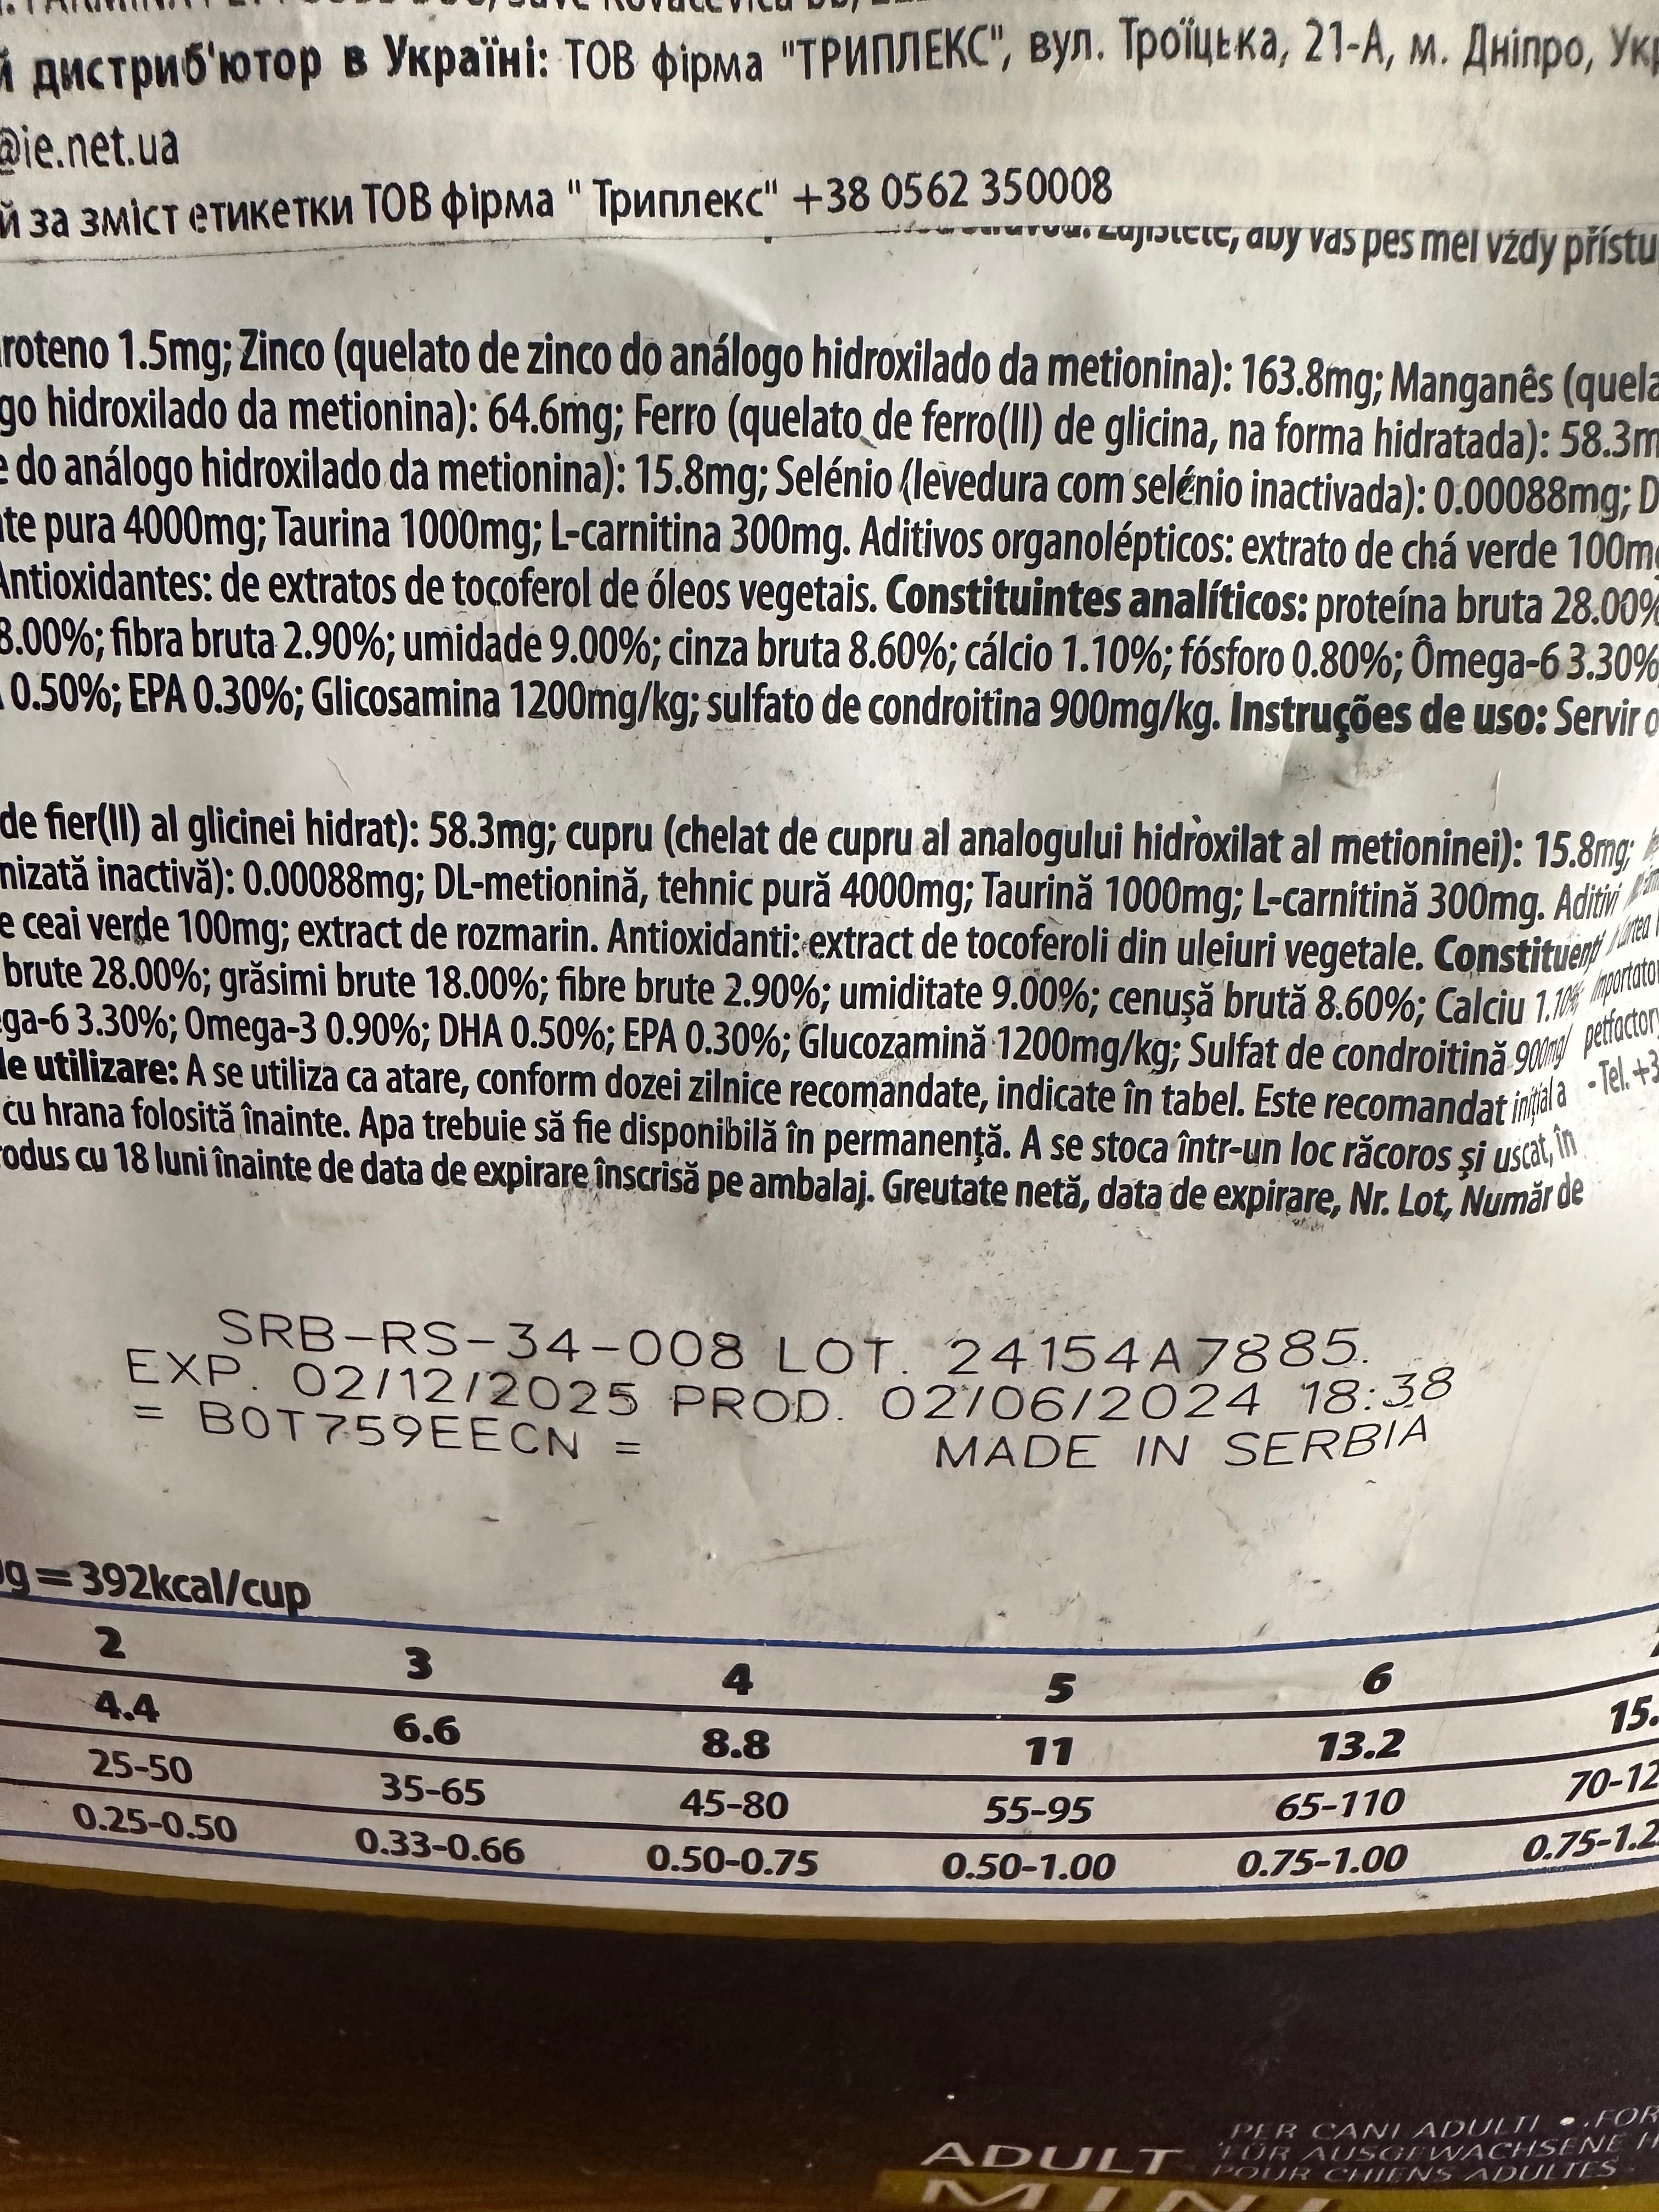 й дистриб'ютор в Україні: ТОВ фірма "ТРИПЛЕКС", вул. Троїцька, 21-А, м. Дніпро, Укр
@ie.net.ua
й за зміст етикетки ТОВ фірма " Триплекс" +38 0562 350008
Zajistěte, aby váš pes měl vždy přístu
roteno 1.5mg; Zinco (quelato de zinco do análogo hidroxilado da metionina): 163.8mg; Manganês (quela
go hidroxilado da metionina): 64.6mg; Ferro (quelato de ferro(II) de glicina, na forma hidratada): 58.3m
e do análogo hidroxilado da metionina): 15.8mg; Selénio (levedura com selénio inactivada): 0.00088mg; D
te pura 4000mg; Taurina 1000mg; L-carnitina 300mg. Aditivos organolépticos: extrato de chá verde 100mg
Antioxidantes: de extratos de tocoferol de óleos vegetais. Constituintes analíticos: proteína bruta 28.00%
8.00%; fibra bruta 2.90%; umidade 9.00%; cinza bruta 8.60%; cálcio 1.10%; fósforo 0.80%; Ômega-6 3.30%
0.50%; EPA 0.30%; Glicosamina 1200mg/kg; sulfato de condroitina 900mg/kg. Instruções de uso: Servir o
de fier(II) al glicinei hidrat): 58.3mg; cupru (chelat de cupru al analogului hidroxilat al metioninei): 15.8mg;
nizată inactivă): 0.00088mg; DL-metionină, tehnic pură 4000mg; Taurină 1000mg; L-carnitină 300mg. Aditivi
e ceai verde 100mg; extract de rozmarin. Antioxidanti: extract de tocoferoli din uleiuri vegetale. Constituenți
brute 28.00%; grăsimi brute 18.00%; fibre brute 2.90%; umiditate 9.00%; cenușă brută 8.60%; Calciu 1.10%; Importator
ga-6 3.30%; Omega-3 0.90%; DHA 0.50%; EPA 0.30%; Glucozamină 1200mg/kg; Sulfat de condroitină 900mg/ petfactory
de utilizare: A se utiliza ca atare, conform dozei zilnice recomandate, indicate în tabel. Este recomandat inițial a - Tel. +3
cu hrana folosită înainte. Apa trebuie să fie disponibilă în permanență. A se stoca într-un loc răcoros și uscat, în
odus cu 18 luni înainte de data de expirare înscrisă pe ambalaj. Greutate netă, data de expirare, Nr. Lot, Număr de
SRB-RS-34-008 LOT. 24154A7885.
EXP. 02/12/2025 PROD. 02/06/2024 18:38
= B0T759EECN = MADE IN SERBIA
0g = 392kcal/cup
2 3 4 5 6
4.4 6.6 8.8 11 13.2 15.
25-50 35-65 45-80 55-95 65-110 70-12
0.25-0.50 0.33-0.66 0.50-0.75 0.50-1.00 0.75-1.00 0.75-1.2
PER CANI ADULTI • FOR
ADULT FÜR AUSGEWACHSENE H
POUR CHIENS ADULTES
MINI